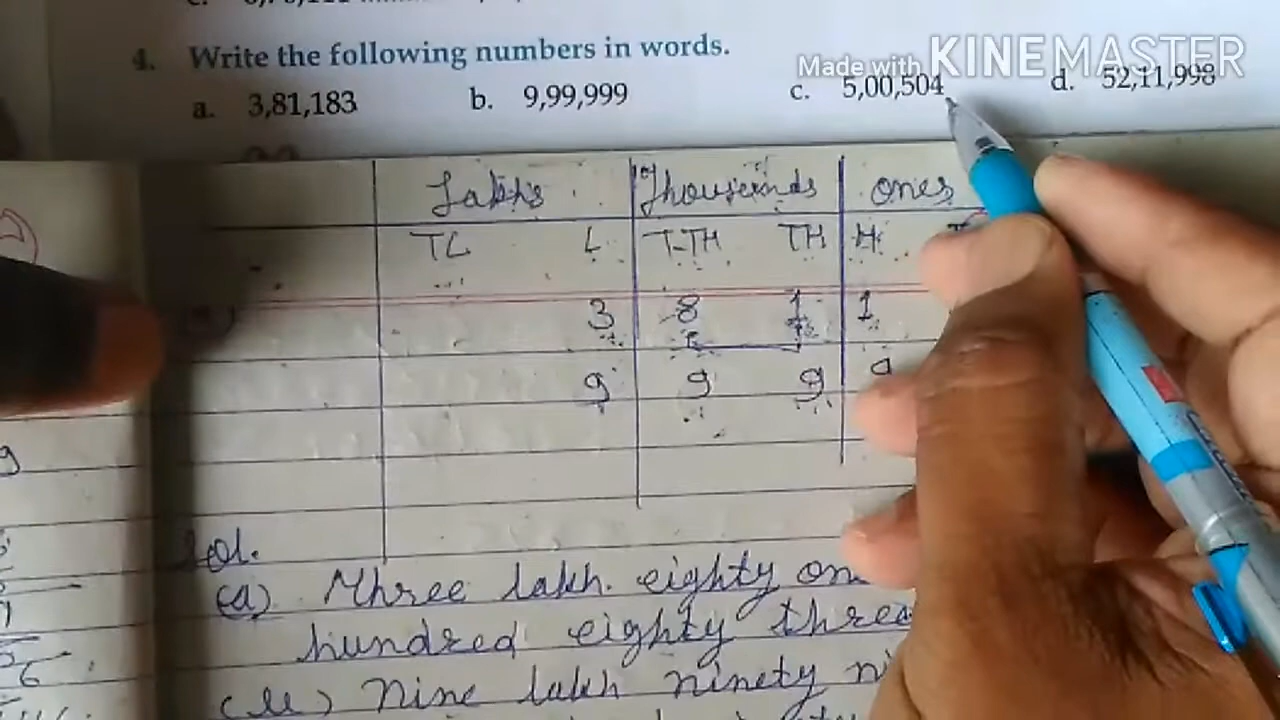 4. Write the following numbers in words.
a. 3,81,183 b. 9,99,999 c. 5,00,504 d. 52,11,998
Made with KINEMASTER
Lakhs Thousands ones
TL L T-TH TH H
3 8 1 1
9 9 9 9
Sol.
(a) Three lakh eighty
hundred eighty three
Nine lakh ninety